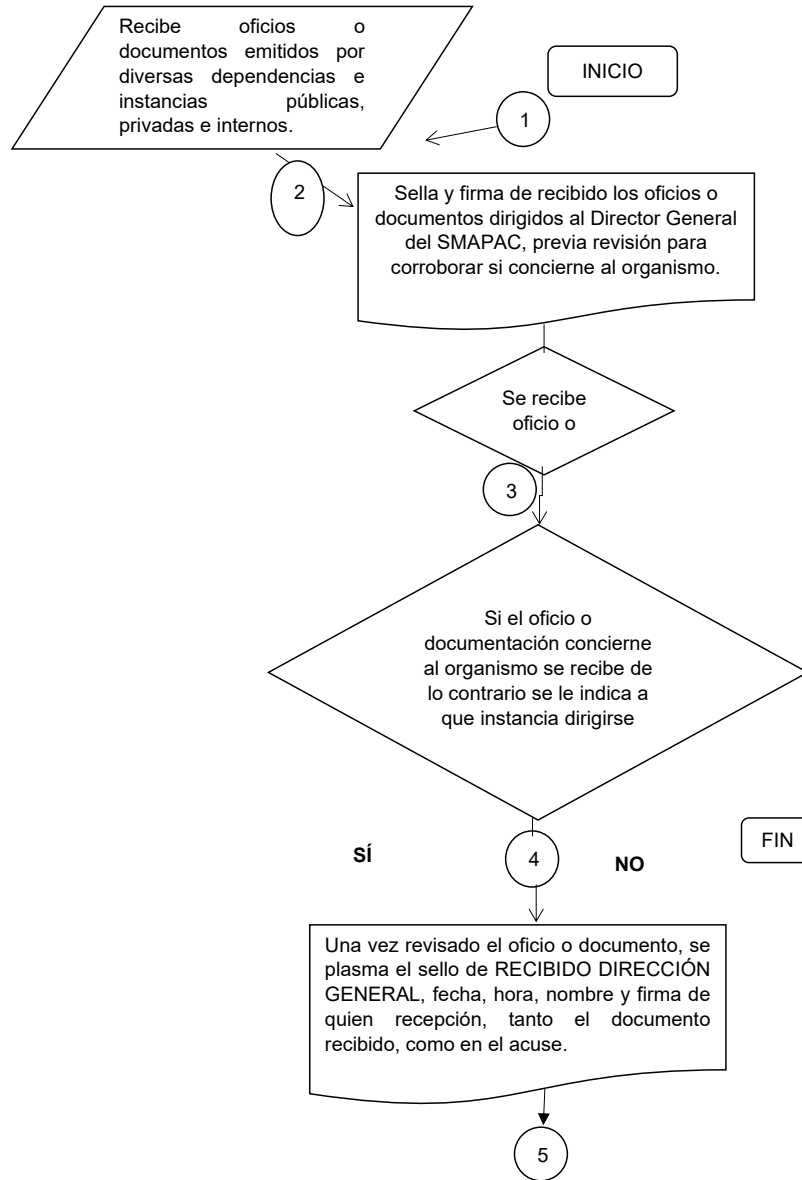 Recibe oficios o
documentos emitidos por
diversas dependencias e
instancias públicas,
privadas e internos.
INICIO
1
2
Sella y firma de recibido los oficios o
documentos dirigidos al Director General
del SMAPAC, previa revisión para
corroborar si concierne al organismo.
Se recibe
oficio o
3
Si el oficio o
documentación concierne
al organismo se recibe de
lo contrario se le indica a
que instancia dirigirse
FIN
SÍ
4
NO
Una vez revisado el oficio o documento, se
plasma el sello de RECIBIDO DIRECCIÓN
GENERAL, fecha, hora, nombre y firma de
quien recepción, tanto el documento
recibido, como en el acuse.
5